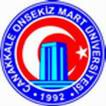 ÇANAKKALE ONSEKİZ MART ÜNİVERSİTESİ
1992